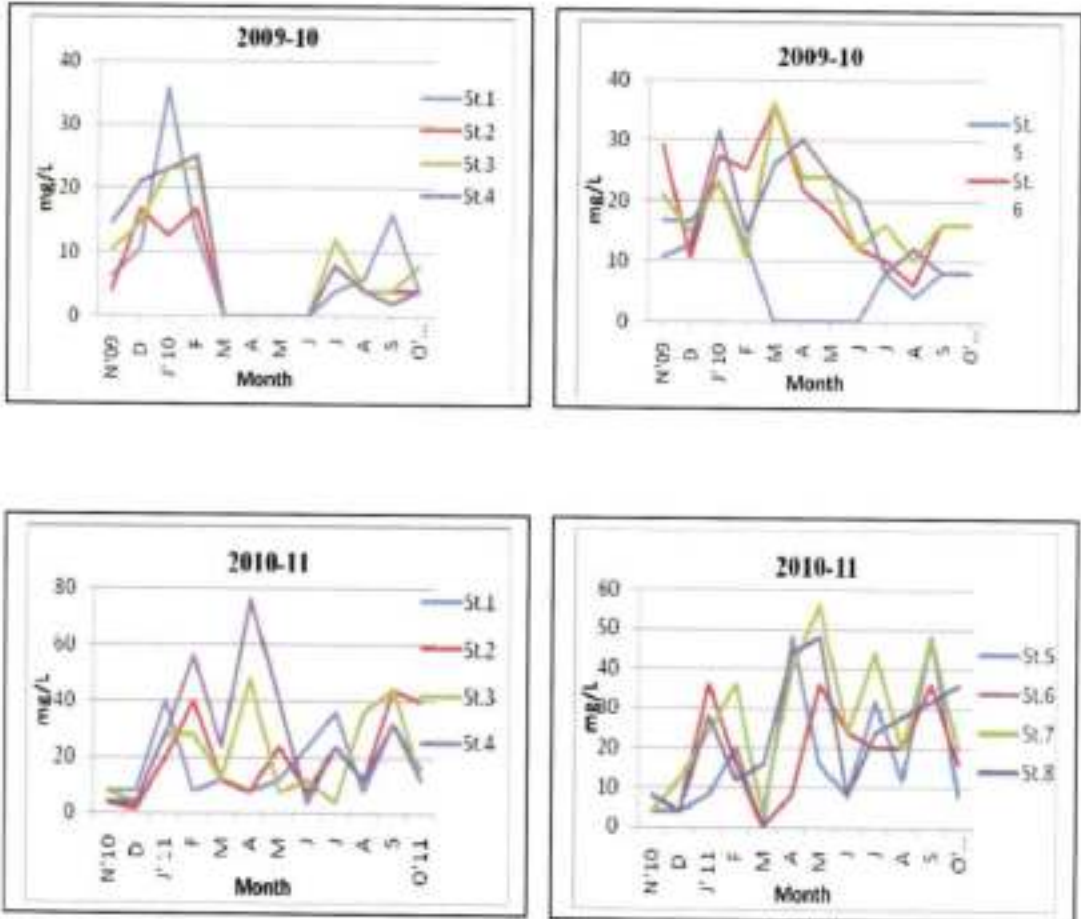 2009-10
40
30
20
10
0
mg/L
N'09
D
J'10
F
M
A
M
J
J
A
S
O'...
Month
St.1
St.2
St.3
St.4
2009-10
40
30
20
10
0
mg/L
N'09
D
J'10
F
M
A
M
J
J
A
S
O'...
Month
St.
5
St.
6
2010-11
80
60
40
20
0
mg/L
N'10
D
J'11
F
M
A
M
J
J
A
S
O'11
Month
St.1
St.2
St.3
St.4
2010-11
60
50
40
30
20
10
0
mg/L
N'10
D
J'11
F
M
A
M
J
J
A
S
O'...
Month
St.5
St.6
St.7
St.8